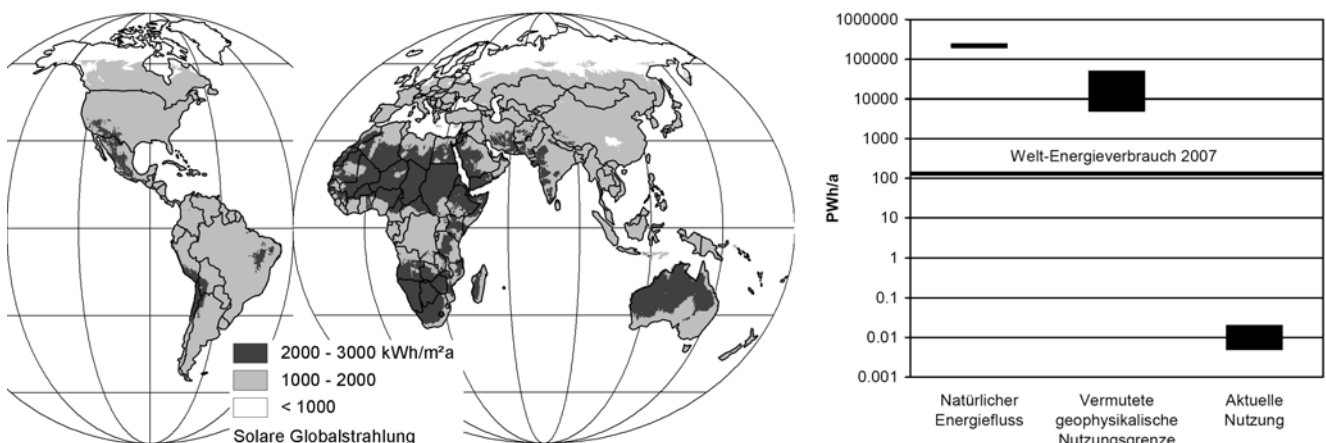 2000 - 3000 kWh/m²a
1000 - 2000
< 1000
Solare Globalstrahlung
1000000
100000
10000
1000
100
10
1
0.1
0.01
0.001
PWh/a
Welt-Energieverbrauch 2007
Natürlicher
Energiefluss
Vermutete
geophysikalische
Nutzungsgrenze
Aktuelle
Nutzung